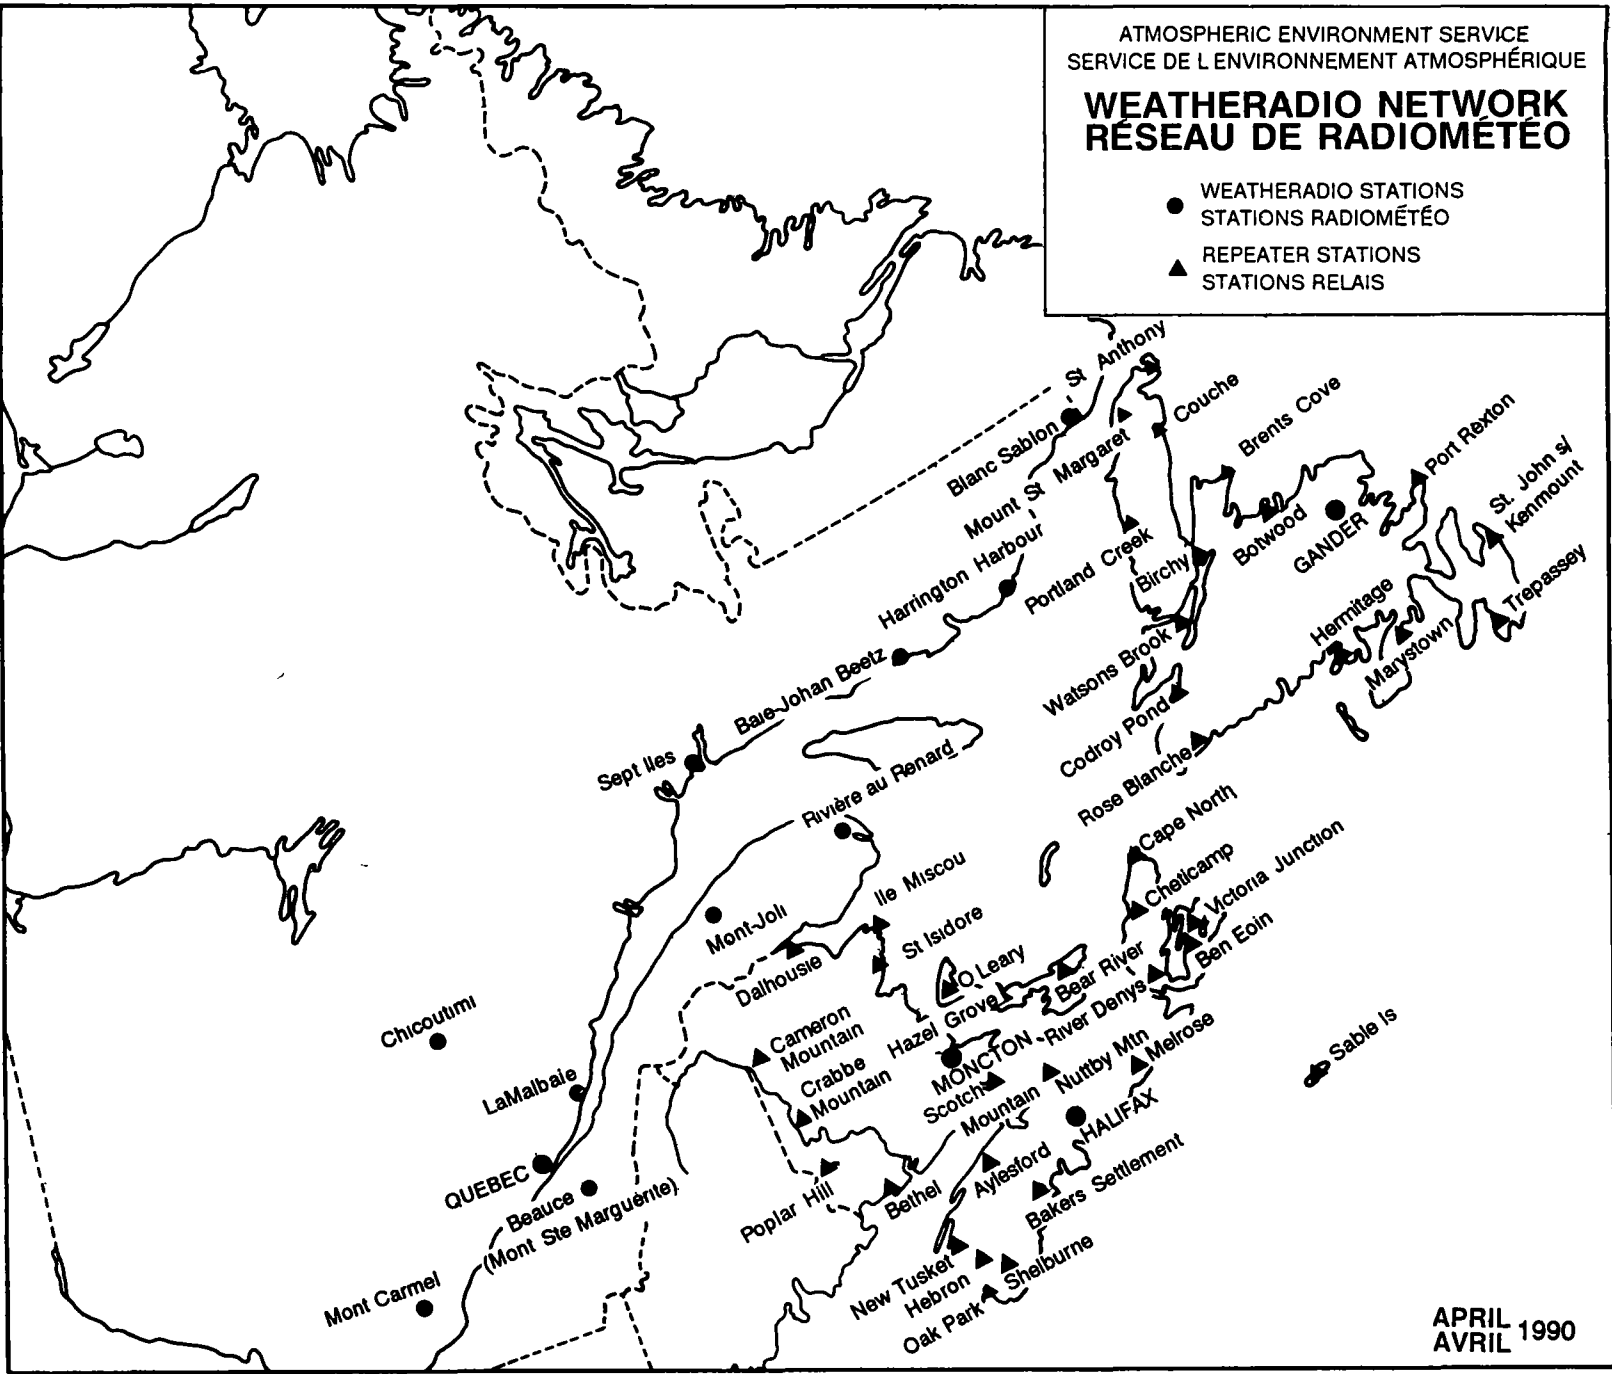 ATMOSPHERIC ENVIRONMENT SERVICE
SERVICE DE L ENVIRONNEMENT ATMOSPHÉRIQUE
WEATHERADIO NETWORK
RÉSEAU DE RADIOMÉTÉO
WEATHERADIO STATIONS
STATIONS RADIOMÉTÉO
REPEATER STATIONS
STATIONS RELAIS
St Anthony
Couche
Brents Cove
Port Rexton
St. John s/
Kenmount
Blanc Sablon
Mount St Margaret
Harrington Harbour
Portland Creek
Birchy
Botwood
GANDER
Trepassey
Hermitage
Marystown
Watsons Brook
Baie-Johan Beetz
Codroy Pond
Sept Iles
Rose Blanche
Rivière au Renard
Cape North
Cheticamp
Victoria Junction
Ben Eoin
Ile Miscou
St Isidore
Mont-Joli
Dalhousie
O Leary
Bear River
Hazel Grove
River Denys
Chicoutimi
Cameron
Mountain
MONCTON
Nuttby Mtn
Melrose
Sable Is
Crabbe
Mountain
Scotch
Mountain
LaMalbaie
HALIFAX
QUEBEC
Beauce
(Mont Ste Marguerite)
Poplar Hill
Bethel
Aylesford
Bakers Settlement
New Tusket
Hebron
Shelburne
Oak Park
Mont Carmel
APRIL
AVRIL 1990